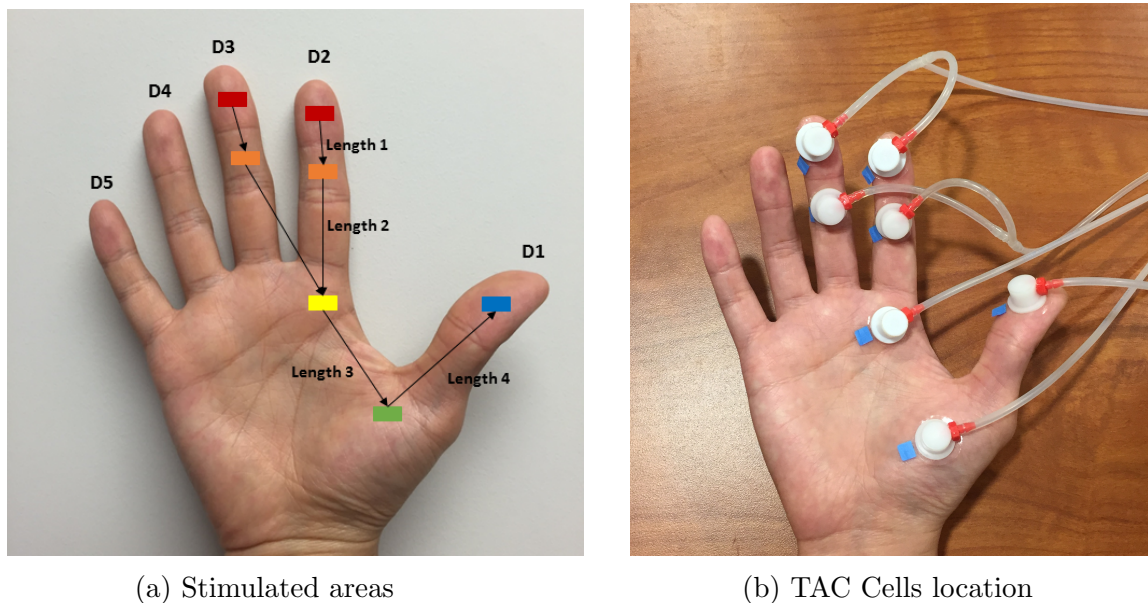 D3
D2
D4
Length 1
D5
Length 2
D1
Length 3
Length 4
(a) Stimulated areas
(b) TAC Cells location